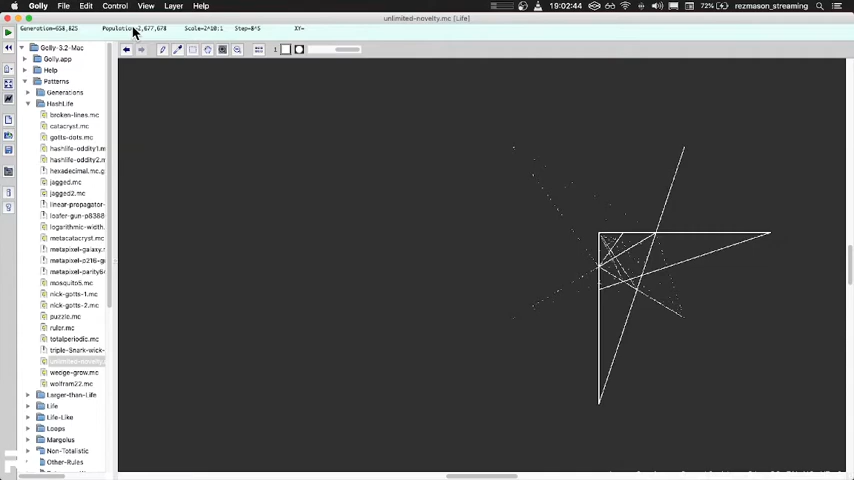 Golly File Edit Control View Layer Help 72% 19:02:44 rezmason_streaming
unlimited-novelty.mc [Life]
Generation=658,825 Population=2,677,678 Scale=2^10:1 Step=8^5 XY=
1
Golly-3.2-Mac
Golly.app
Help
Patterns
Generations
HashLife
broken-lines.mc
catacryst.mc
gotts-dots.mc
hashlife-oddity1.m
hashlife-oddity2.m
hexadecimal.mc.g
jagged.mc
jagged2.mc
linear-propagator-
loafer-gun-p8388
logarithmic-width.
metacatacryst.mc
metapixel-galaxy.
metapixel-p216-g
metapixel-parity64
mosquito5.mc
nick-gotts-1.mc
nick-gotts-2.mc
puzzle.mc
ruler.mc
totalperiodic.mc
triple-Snark-wick-
unlimited-novelty.
wedge-grow.mc
wolfram22.mc
Larger-than-Life
Life
Life-Like
Loops
Margolus
Non-Totalistic
Other-Rules